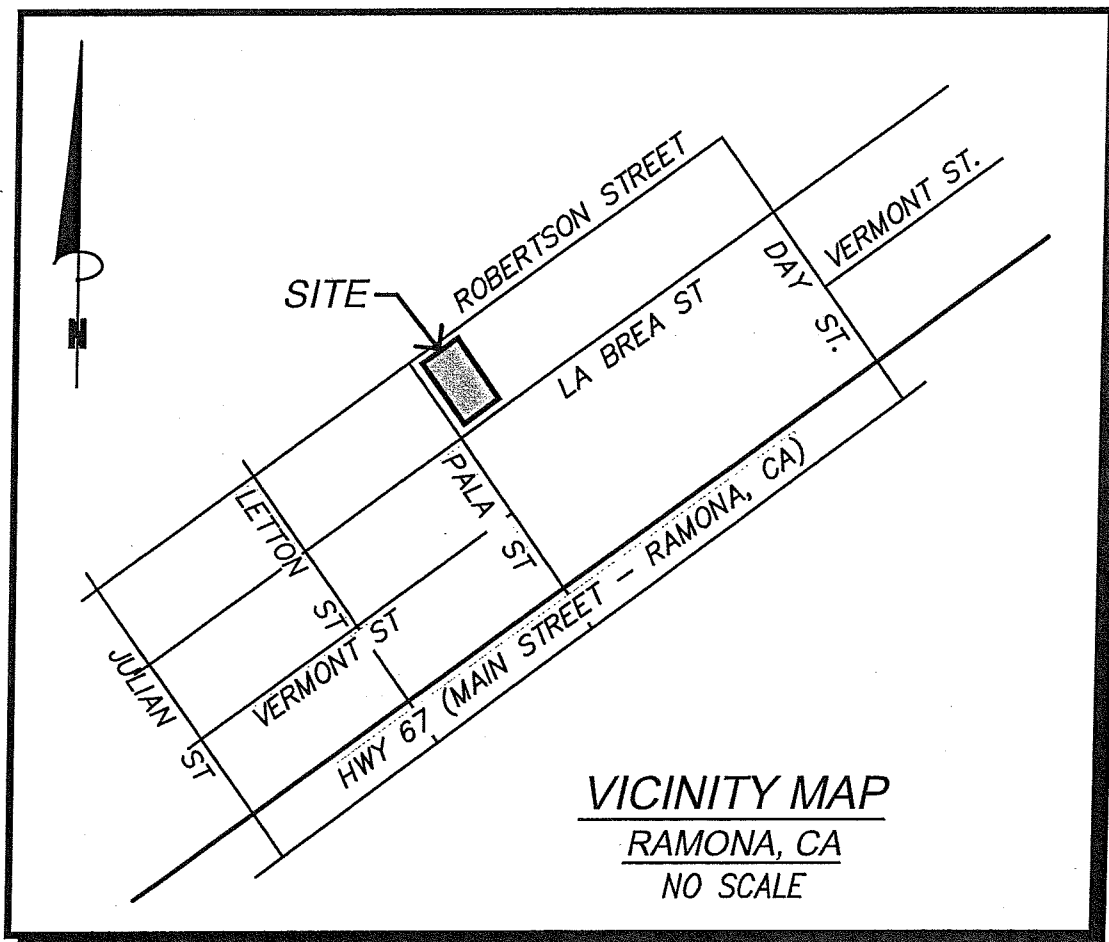 ROBERTSON STREET
VERMONT ST.
DAY ST.
SITE
LA BREA ST
N
PALA ST
LETTON ST
JULIAN ST
VERMONT ST
HWY 67 (MAIN STREET - RAMONA, CA)
VICINITY MAP
RAMONA, CA
NO SCALE